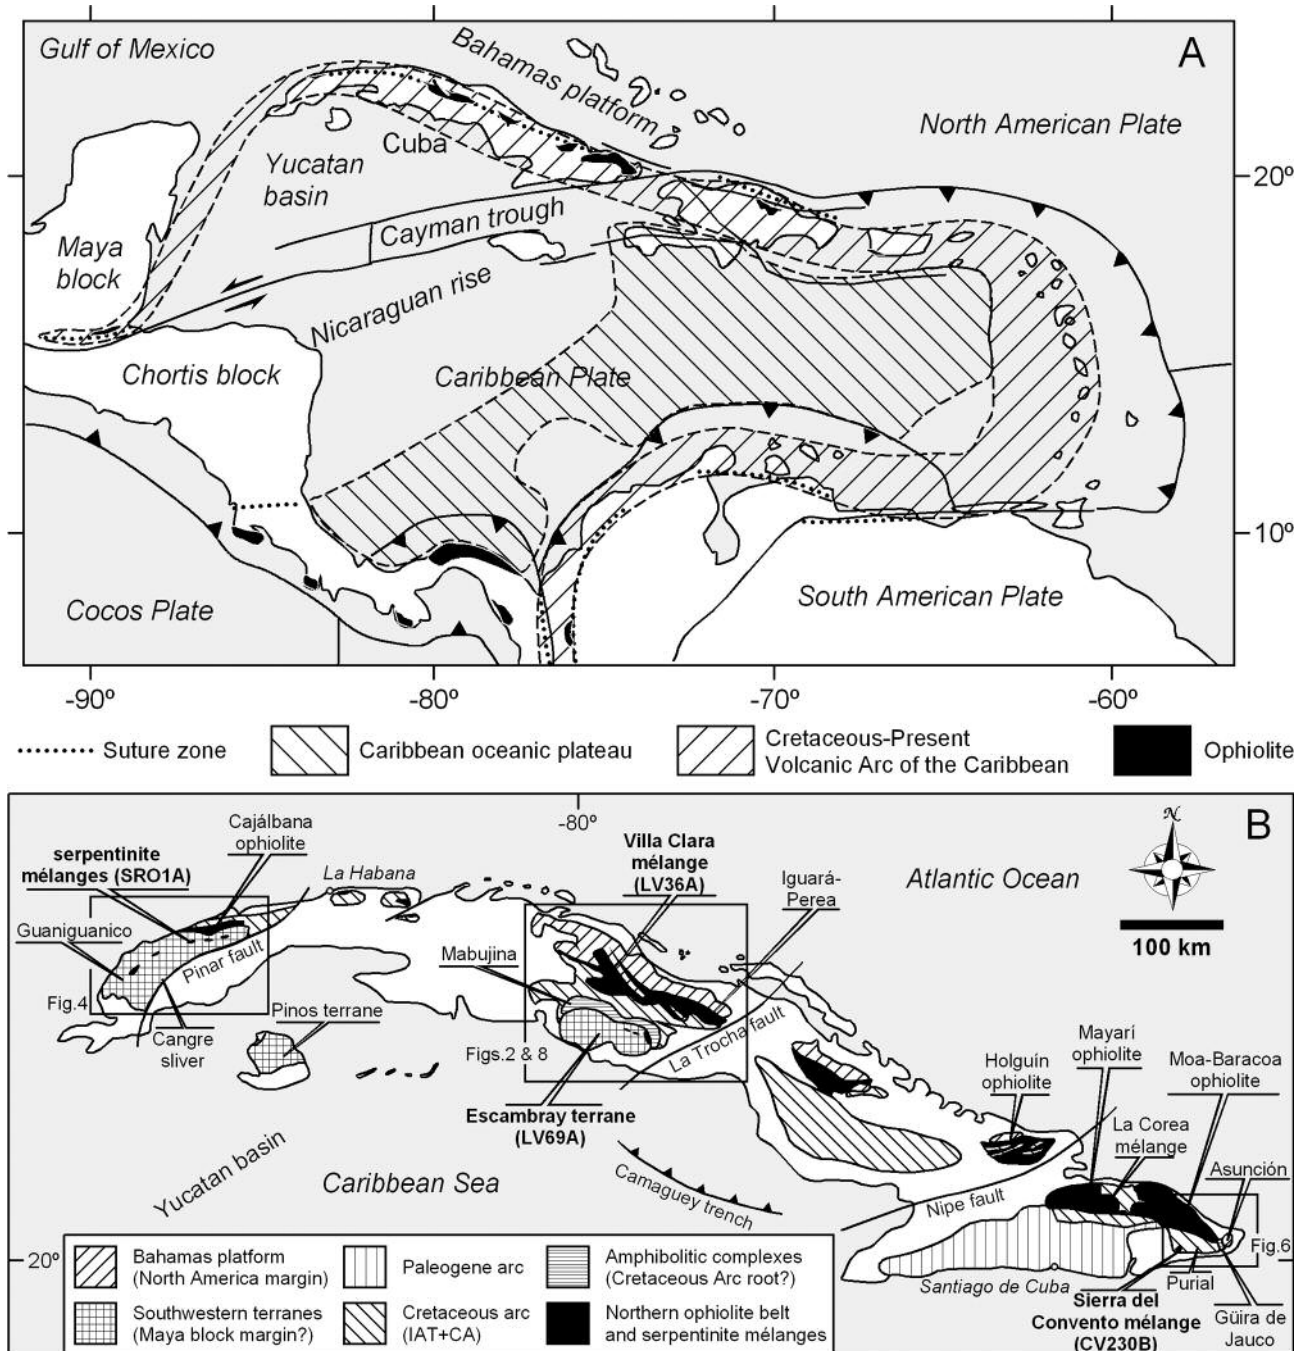 A
Gulf of Mexico
Bahamas platform
North American Plate
Cuba
Yucatan
basin
20º
Cayman trough
Maya
block
Nicaraguan rise
Chortis block
Caribbean Plate
10º
Cocos Plate
South American Plate
-90º
-80º
-70º
-60º
Suture zone
Caribbean oceanic plateau
Cretaceous-Present
Volcanic Arc of the Caribbean
Ophiolite
B
-80º
N
Cajálbana
ophiolite
serpentinite
mélanges (SRO1A)
La Habana
Villa Clara
mélange
(LV36A)
Iguará-
Perea
Atlantic Ocean
100 km
Guaniguanico
Pinar fault
Mabujina
Fig.4
Cangre
sliver
Pinos terrane
Figs.2 & 8
La Trocha fault
Escambray terrane
(LV69A)
Holguín
ophiolite
Mayarí
ophiolite
Moa-Baracoa
ophiolite
La Corea
mélange
Asunción
Yucatan basin
Caribbean Sea
Camaguey
trench
Nipe fault
Fig.6
20º
Santiago de Cuba
Purial
Sierra del
Convento mélange
(CV230B)
Güira de
Jauco
Bahamas platform
(North America margin)
Paleogene arc
Amphibolitic complexes
(Cretaceous Arc root?)
Southwestern terranes
(Maya block margin?)
Cretaceous arc
(IAT+CA)
Northern ophiolite belt
and serpentinite mélanges